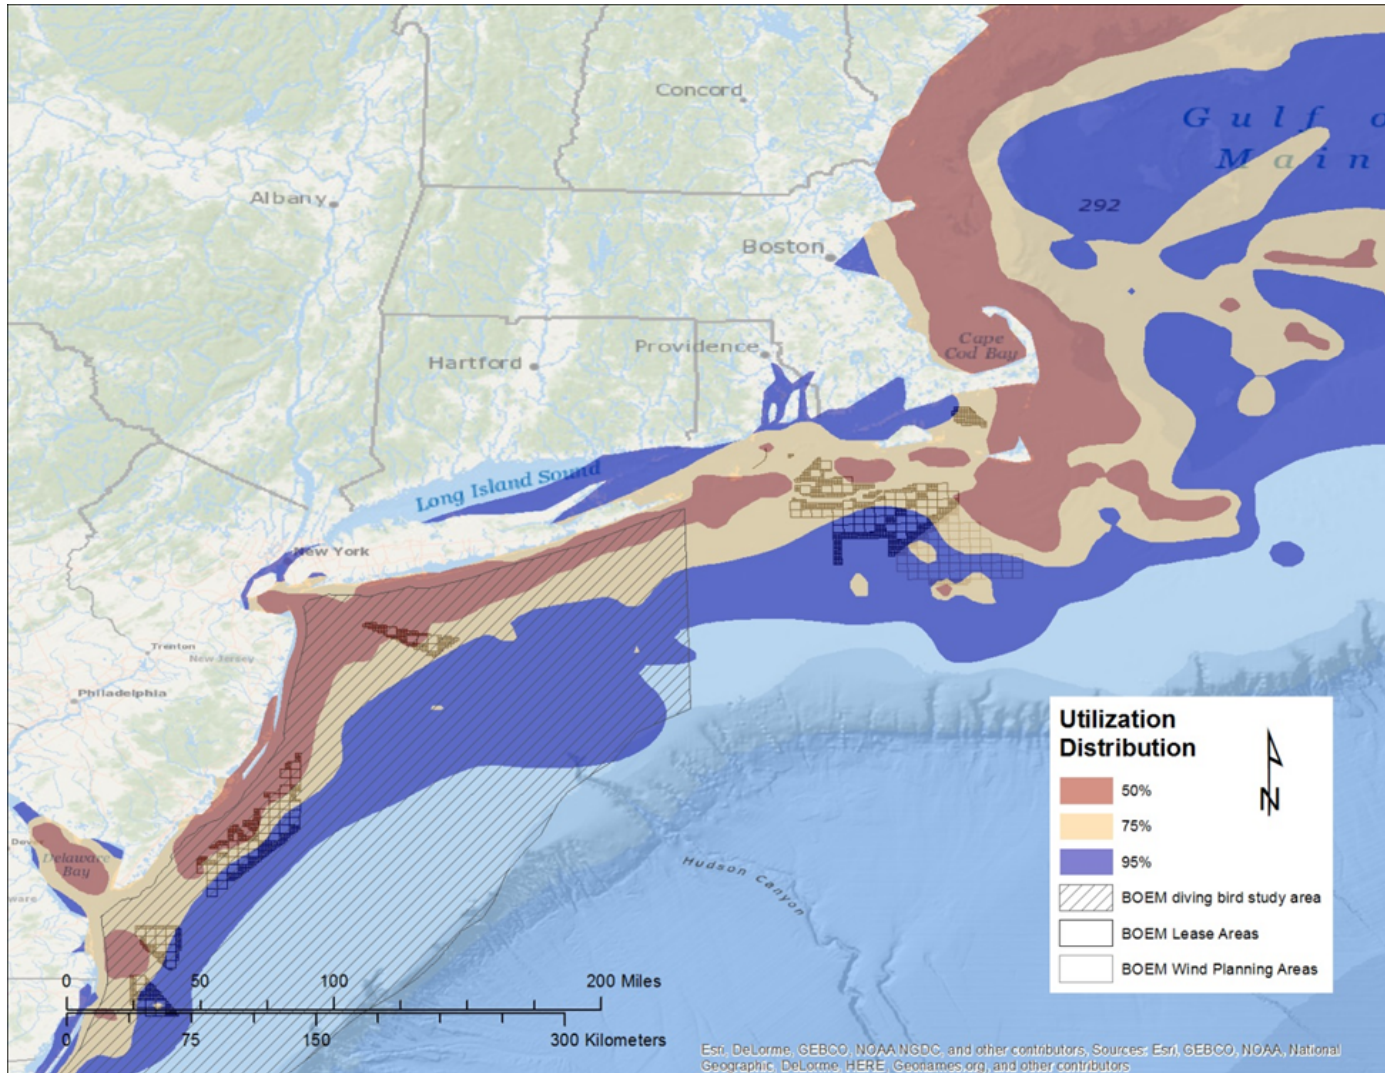 Concord
Gulf o
Main
Albany
292
Boston
Cape
Cod Bay
Providence
Hartford
Long Island Sound
New York
Trenton
New Jersey
Philadelphia
Utilization
Distribution
N
50%
75%
95%
BOEM diving bird study area
BOEM Lease Areas
BOEM Wind Planning Areas
Dover
Delaware
Bay
ware
Hudson Canyon
0 50 100 200 Miles
0 75 150 300 Kilometers
Esri, DeLorme, GEBCO, NOAA NGDC, and other contributors, Sources: Esri, GEBCO, NOAA, National
Geographic, DeLorme, HERE, Geonames.org, and other contributors